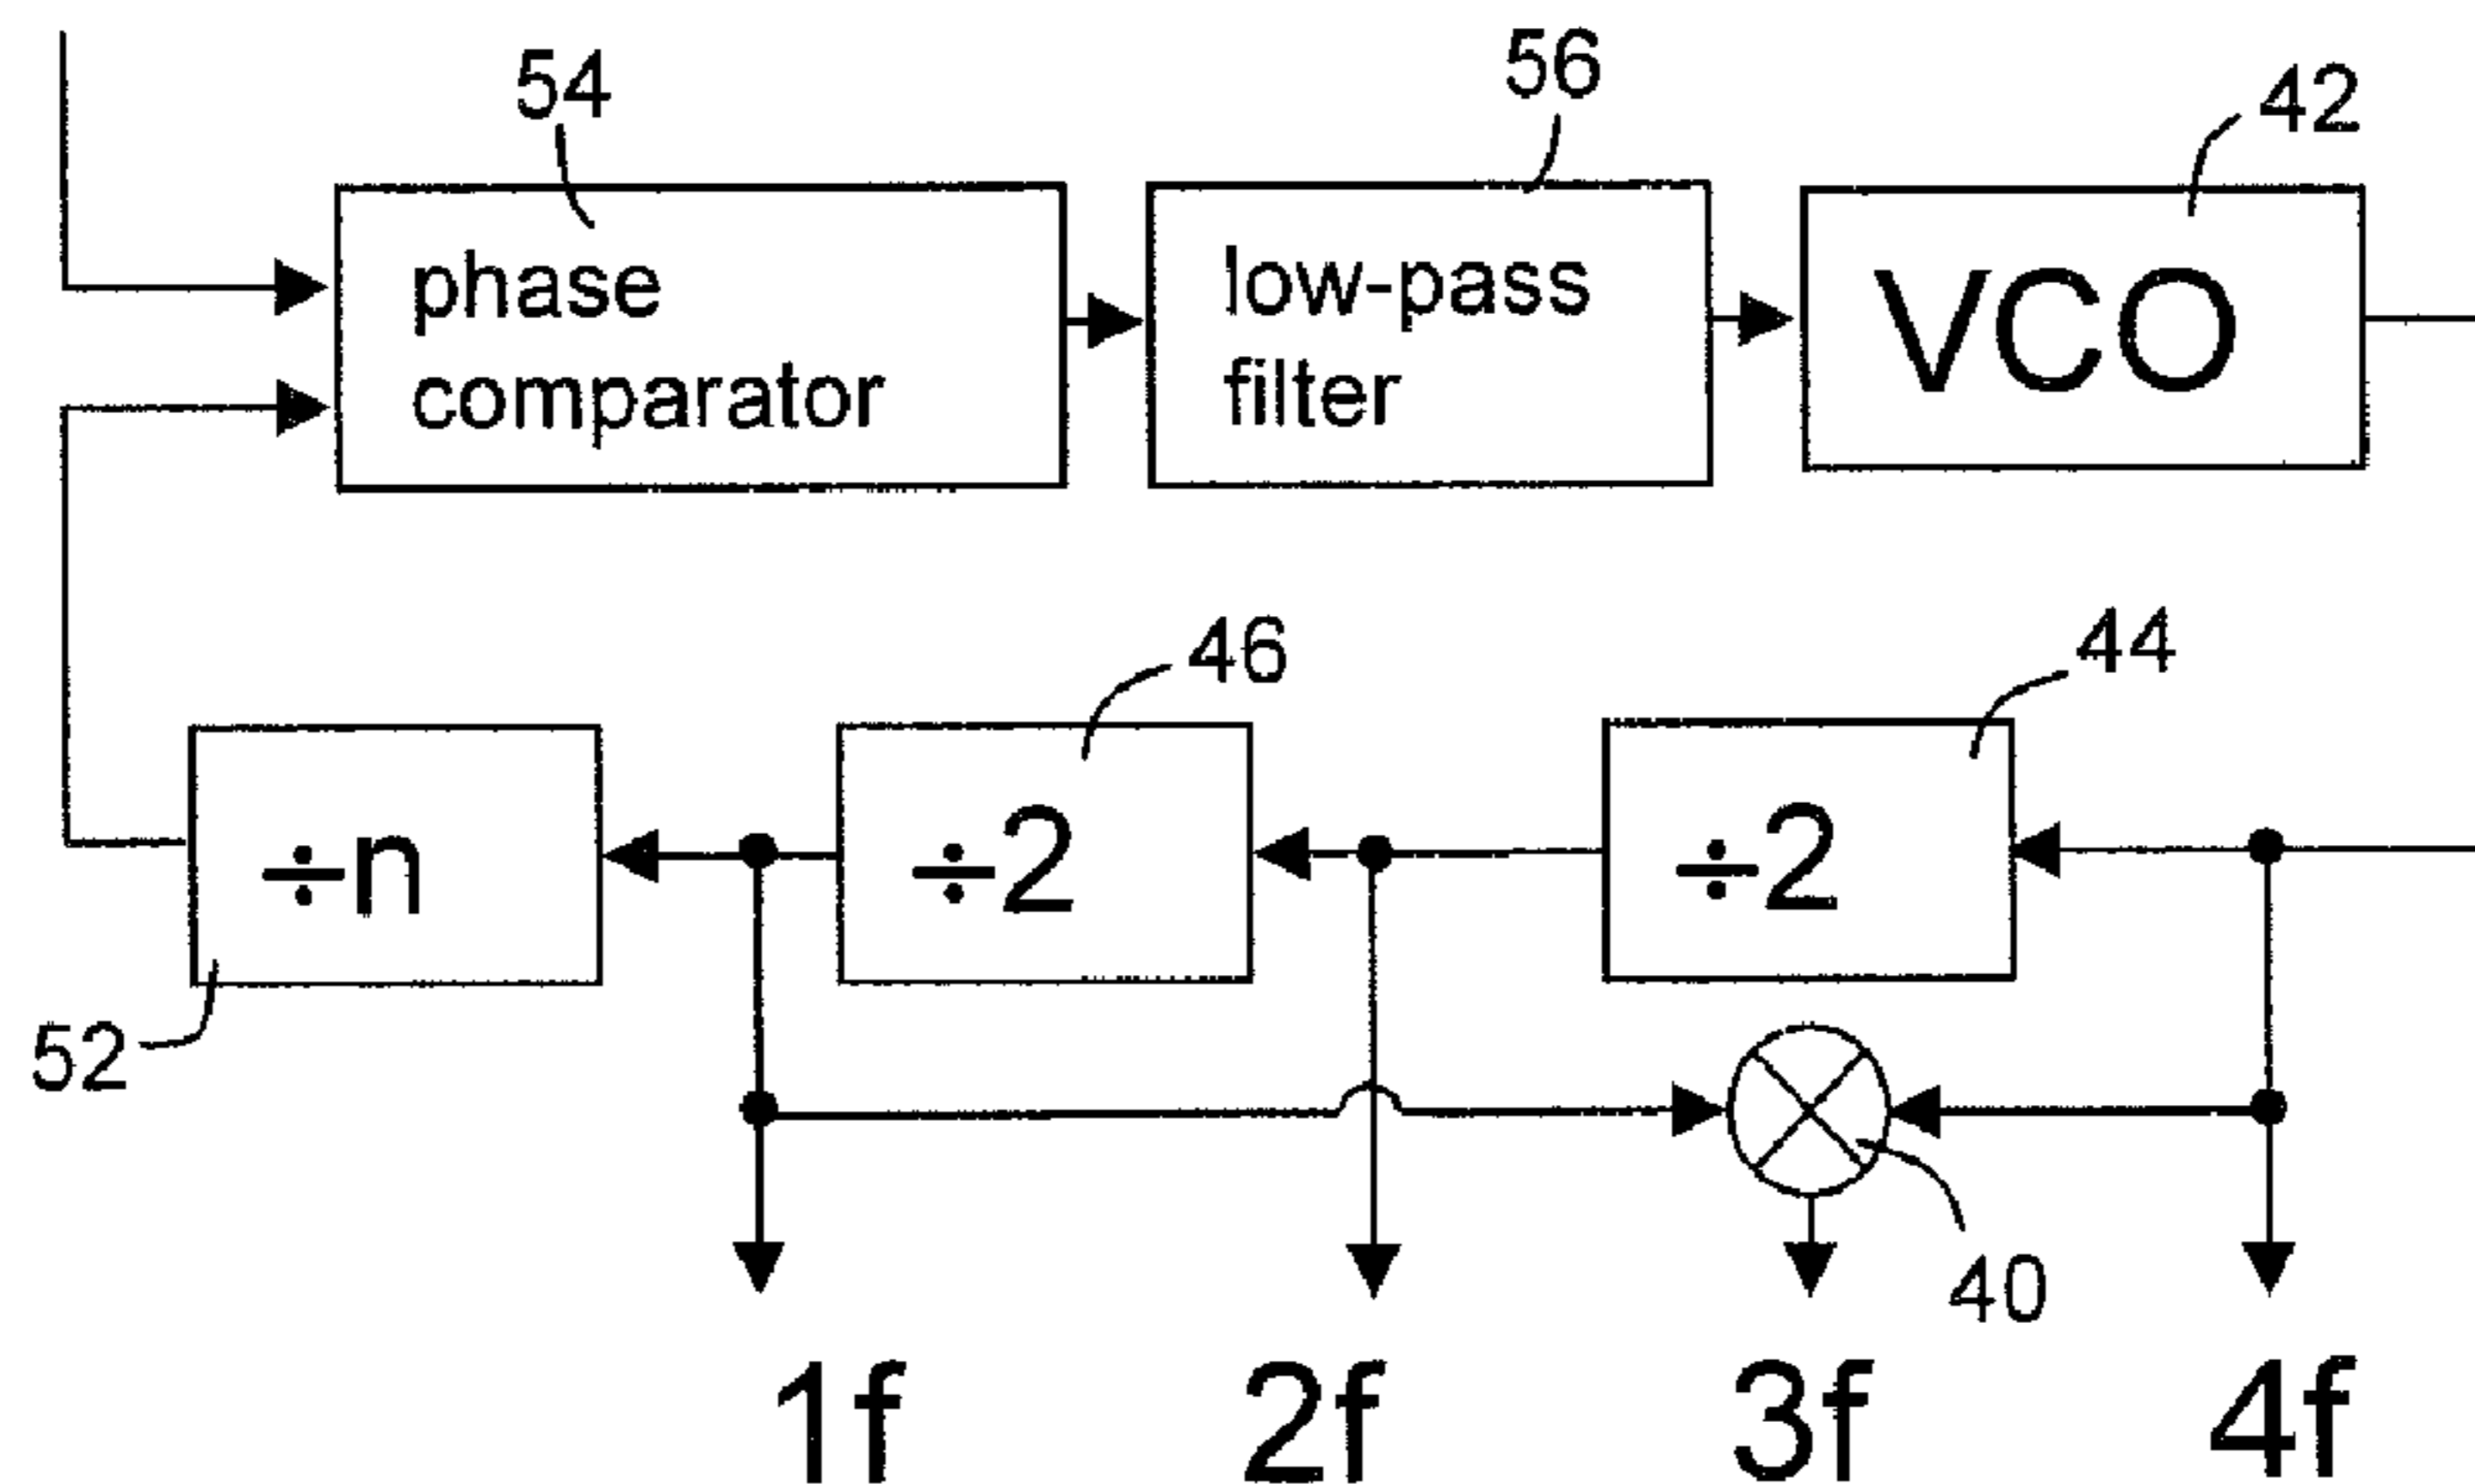 54
56
42
phase
comparator
low-pass
filter
VCO
46
44
÷n
÷2
÷2
52
40
1f
2f
3f
4f